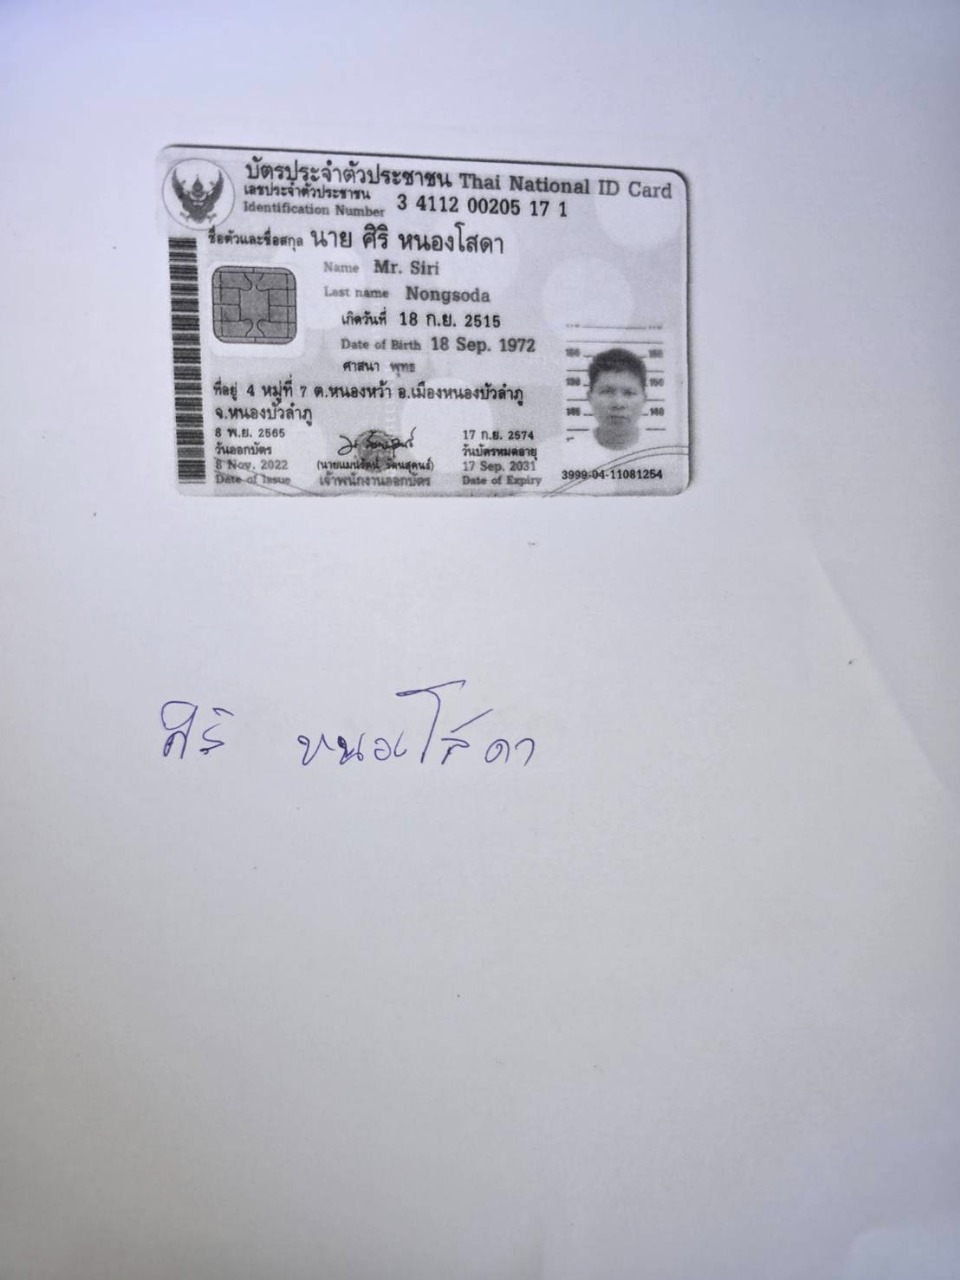 บัตรประจำตัวประชาชน Thai National ID Card
เลขประจำตัวประชาชน
Identification Number 3 4112 00205 17 1
ชื่อตัวและชื่อสกุล นาย ศิริ หนองโสดา
Name Mr. Siri
Last name Nongsoda
เกิดวันที่ 18 ก.ย. 2515
Date of Birth 18 Sep. 1972
ศาสนา พุทธ
ที่อยู่ 4 หมู่ที่ 7 ต.หนองหว้า อ.เมืองหนองบัวลำภู
จ.หนองบัวลำภู
8 พ.ย. 2565
วันออกบัตร
8 Nov. 2022
Date of Issue
เจ้าพนักงานออกบัตร
17 ก.ย. 2574
วันบัตรหมดอายุ
17 Sep. 2031
Date of Expiry
3999-04-11081254
ศิริ หนองโสดา